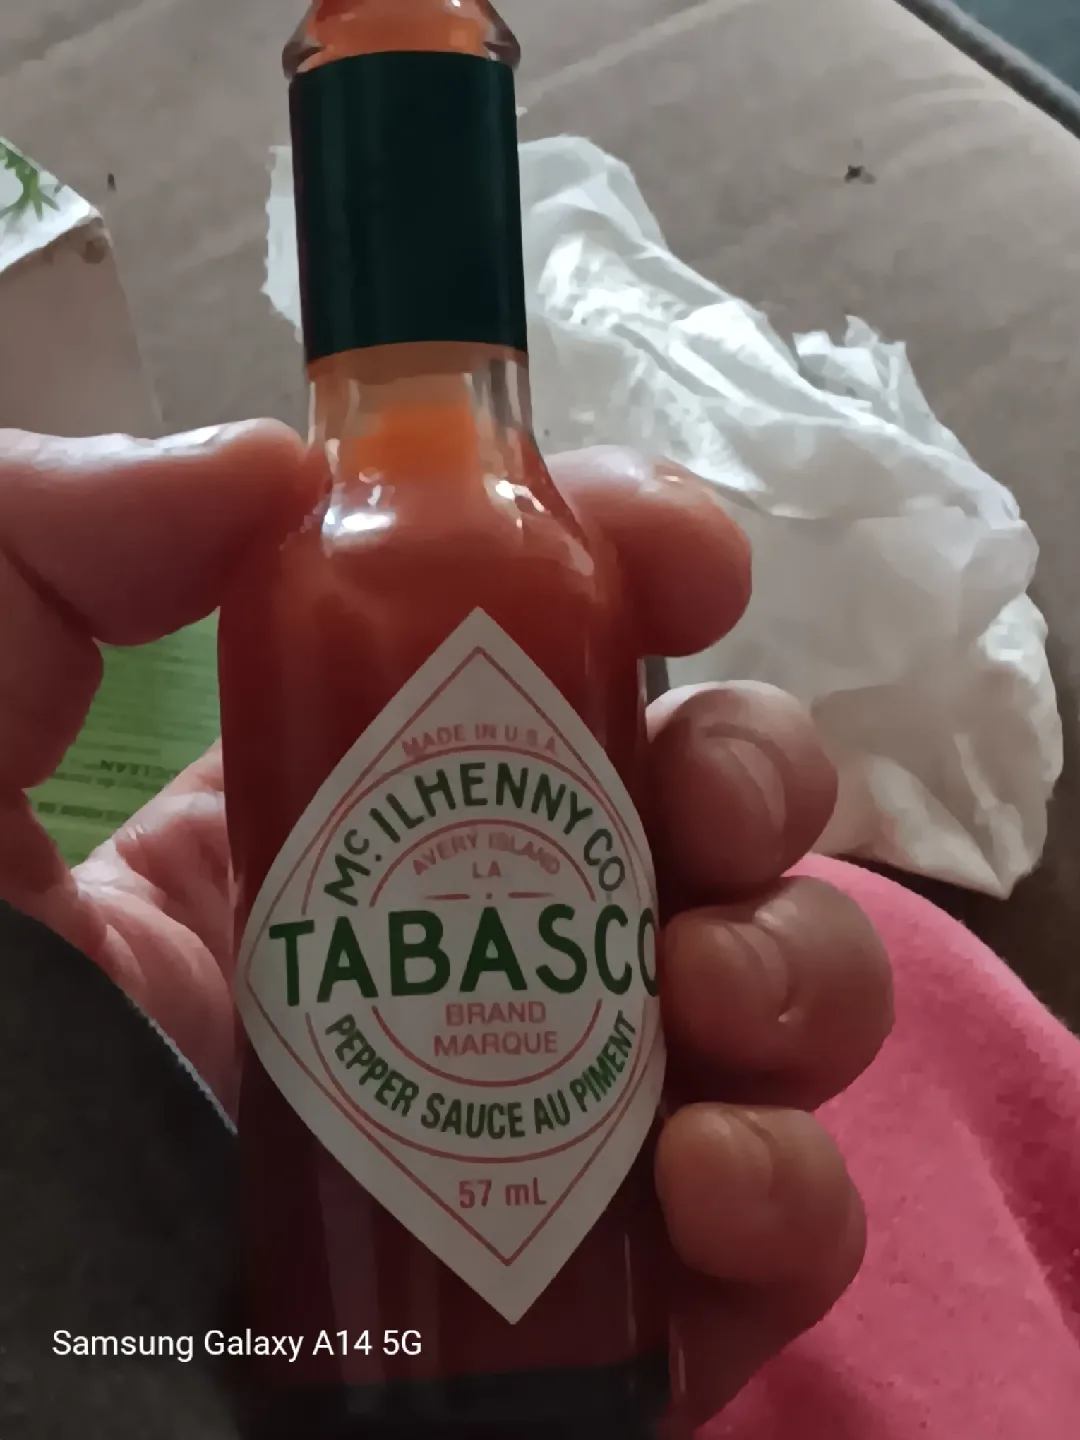 MADE IN U.S.A.
McILHENNY CO.
AVERY ISLAND
LA
TABASCO
BRAND
MARQUE
PEPPER SAUCE AU PIMENT
57 mL
Samsung Galaxy A14 5G